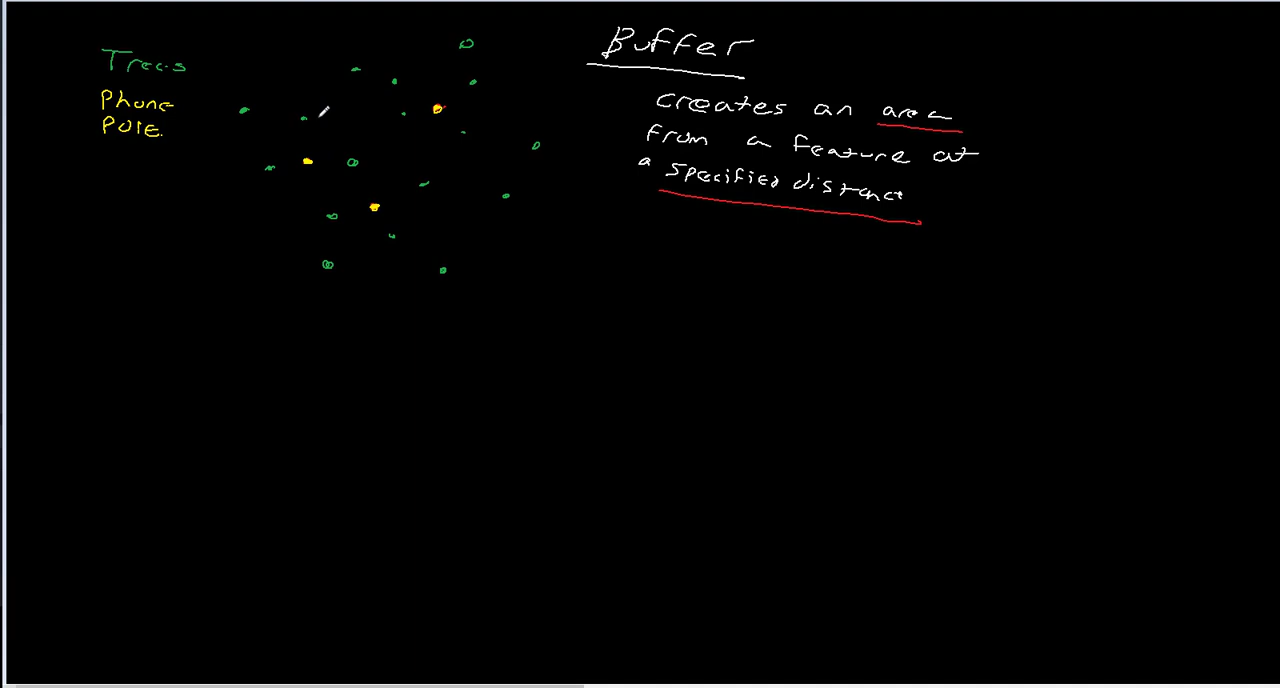 Trees
Phone
Pole
Buffer
creates an area
from a feature at
a specified distance